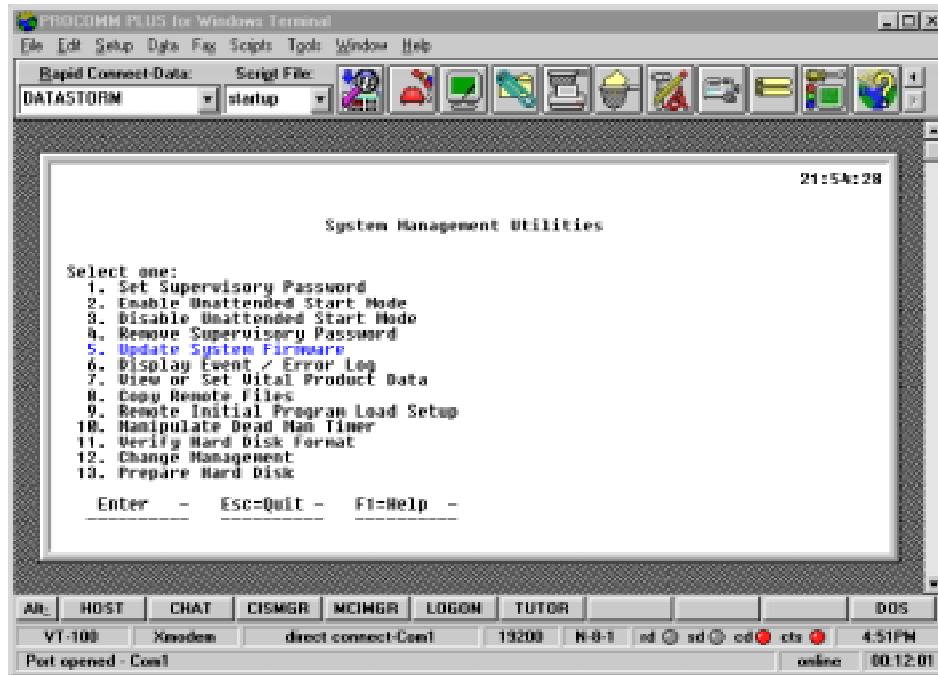 PROCOMM PLUS for Windows Terminal
File Edit Setup Data Fax Scripts Tools Window Help
Rapid Connect-Data: Script File:
DATASTORM startup
21:54:28
System Management Utilities
Select one:
1. Set Supervisory Password
2. Enable Unattended Start Mode
3. Disable Unattended Start Mode
4. Remove Supervisory Password
5. Update System Firmware
6. Display Event / Error Log
7. View or Set Vital Product Data
8. Copy Remote Files
9. Remote Initial Program Load Setup
10. Manipulate Dead Man Timer
11. Verify Hard Disk Format
12. Change Management
13. Prepare Hard Disk
Enter - Esc=Quit - F1=Help -
Alt- HOST CHAT CISMGR MCIMGR LOGON TUTOR DOS
VT-100 Xmodem direct connect-Com1 19200 N-8-1 rd sd cd cts 4:51PM
Port opened - Com1 online 00:12:01